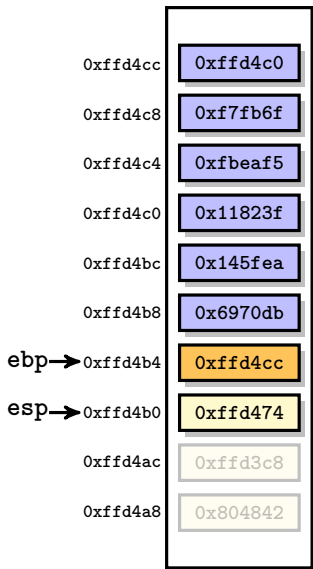 0xffd4cc 0xffd4c0
0xffd4c8 0xf7fb6f
0xffd4c4 0xfbeaf5
0xffd4c0 0x11823f
0xffd4bc 0x145fea
0xffd4b8 0x6970db
ebp 0xffd4b4 0xffd4cc
esp 0xffd4b0 0xffd474
0xffd4ac 0xffd3c8
0xffd4a8 0x804842